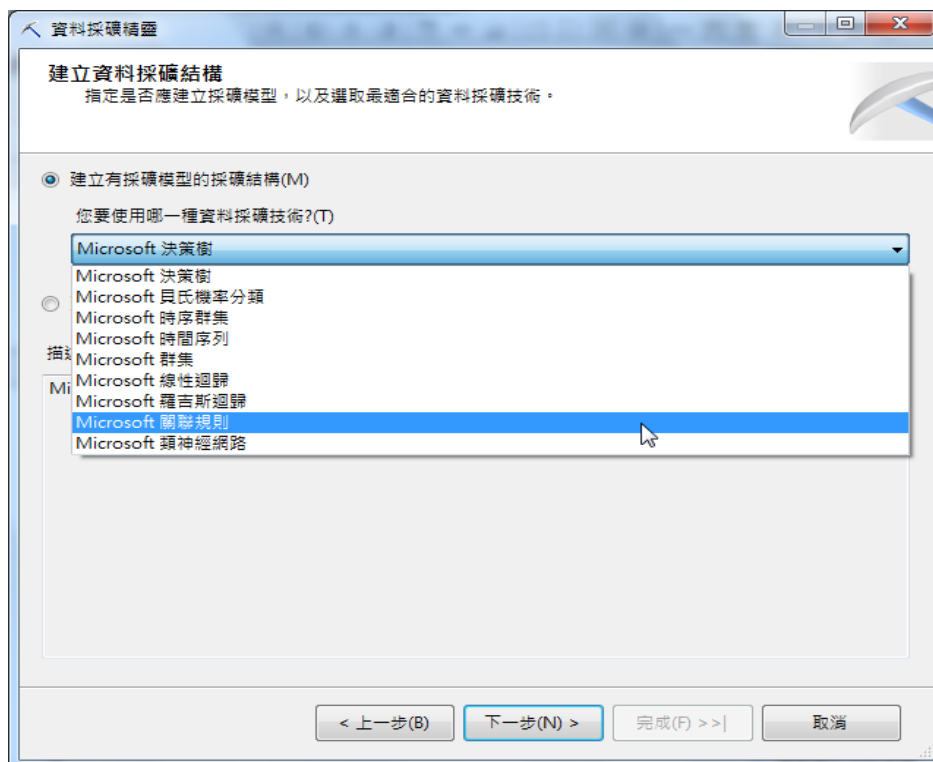 資料採礦精靈
建立資料採礦結構
指定是否應建立採礦模型，以及選取最適合的資料採礦技術。
建立有採礦模型的採礦結構(M)
您要使用哪一種資料採礦技術?(T)
Microsoft 決策樹
Microsoft 決策樹
Microsoft 貝氏機率分類
Microsoft 時序群集
Microsoft 時間序列
描述
Microsoft 群集
Microsoft 線性迴歸
Mi
Microsoft 羅吉斯迴歸
Microsoft 關聯規則
Microsoft 類神經網路
< 上一步(B)
下一步(N) >
完成(F) >>|
取消